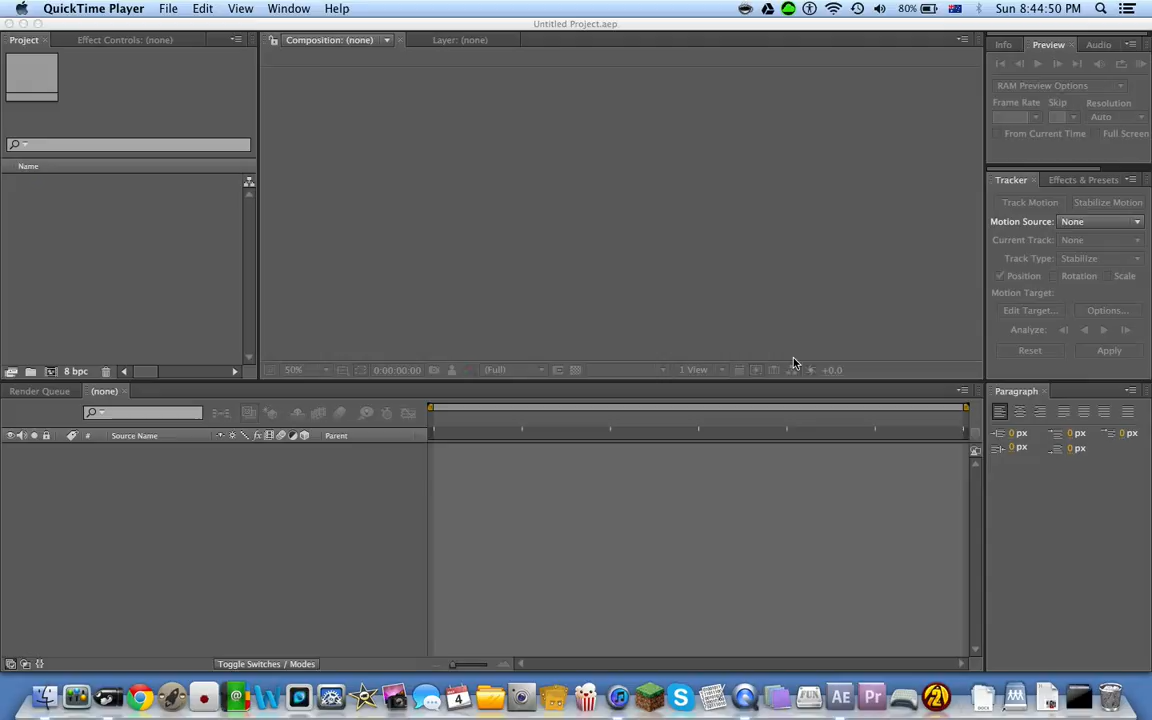 QuickTime Player File Edit View Window Help 80% Sun 8:44:50 PM
Untitled Project.aep
Project Effect Controls: (none) Composition: (none) Layer: (none) Info Preview Audio
RAM Preview Options
Frame Rate Skip Resolution
Auto
From Current Time Full Screen
Name
Tracker Effects & Presets
Track Motion Stabilize Motion
Motion Source: None
Current Track: None
Track Type: Stabilize
Position Rotation Scale
Motion Target:
Edit Target... Options...
Analyze:
Reset Apply
8 bpc 50% 0:00:00:00 (Full) 1 View +0.0
Render Queue (none) Paragraph
# Source Name Parent
0 px 0 px 0 px
0 px 0 px
Toggle Switches / Modes
4
AE Pr 2
DOCX